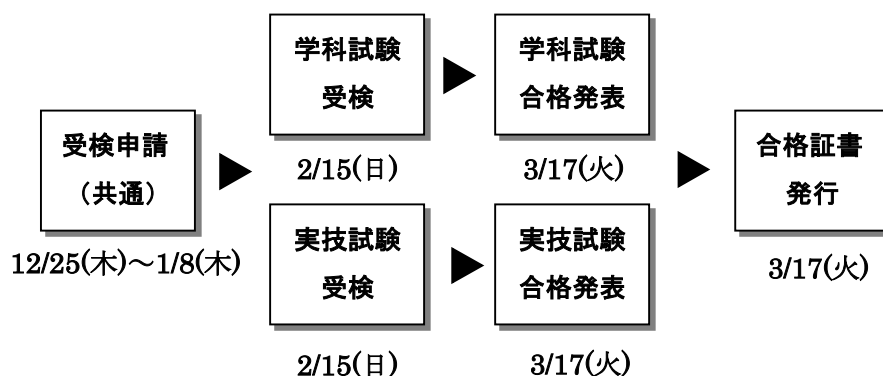 受検申請
（共通）
12/25(木)～1/8(木)
学科試験
受検
2/15(日)
学科試験
合格発表
3/17(火)
実技試験
受検
2/15(日)
実技試験
合格発表
3/17(火)
合格証書
発行
3/17(火)